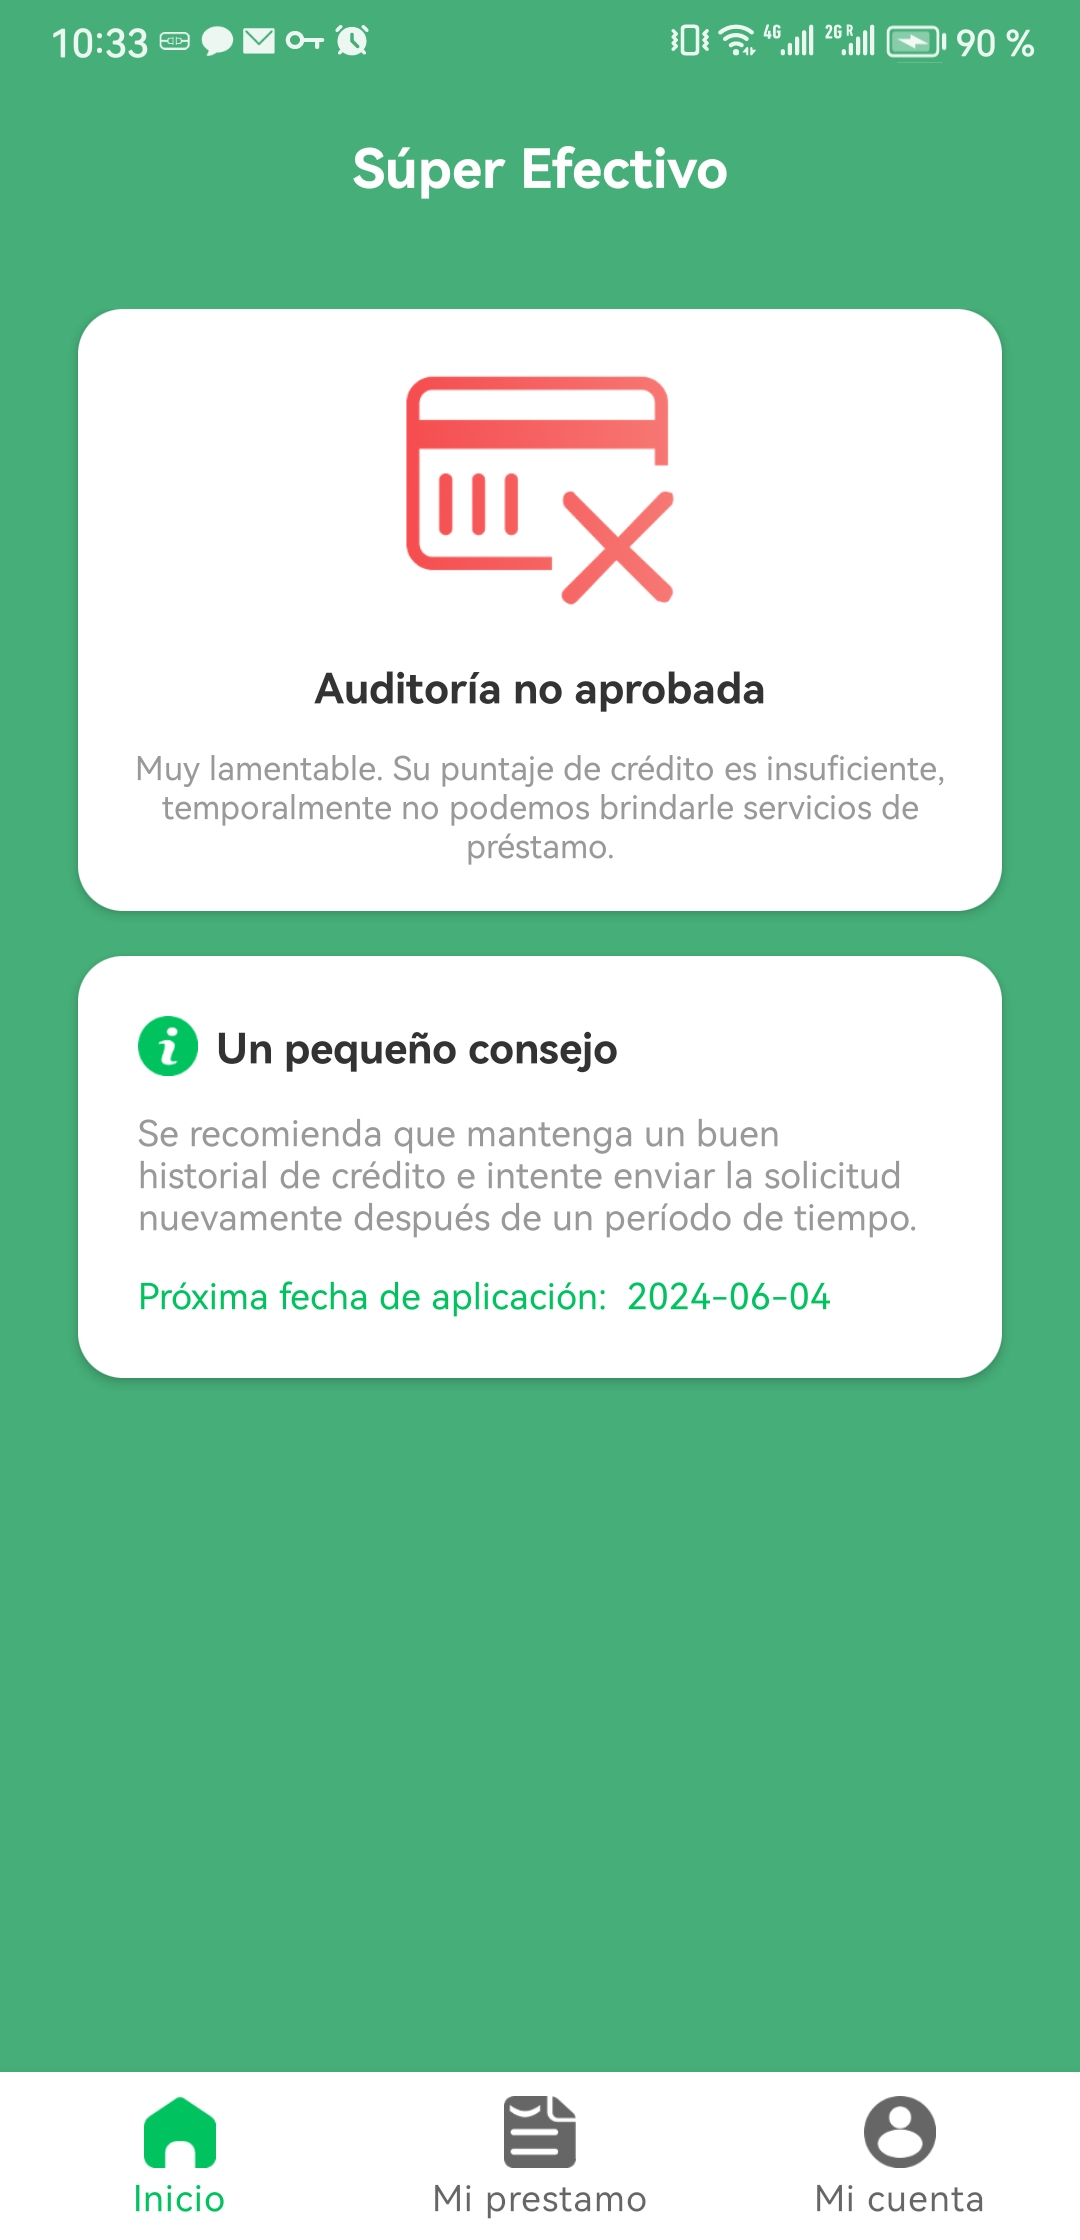 10:33 4G 2G R 90 %
Súper Efectivo
Auditoría no aprobada
Muy lamentable. Su puntaje de crédito es insuficiente,
temporalmente no podemos brindarle servicios de
préstamo.
Un pequeño consejo
Se recomienda que mantenga un buen
historial de crédito e intente enviar la solicitud
nuevamente después de un período de tiempo.
Próxima fecha de aplicación: 2024-06-04
Inicio Mi prestamo Mi cuenta